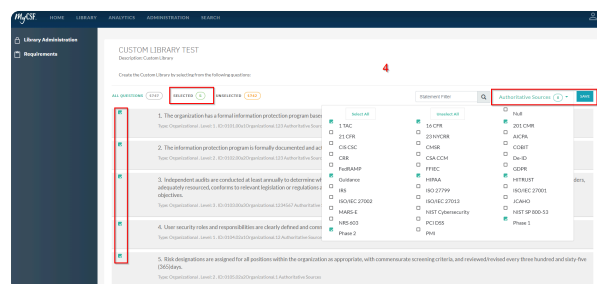 MyCSF. HOME LIBRARY ANALYTICS ADMINISTRATION SEARCH
Library Administration
Requirements
CUSTOM LIBRARY TEST
Description: Custom Library
4
Create the Custom Library by selecting from the following questions:
ALL QUESTIONS SELECTED 5 UNSELECTED Statement Filter Authoritative Sources SAVE
Select All Unselect All Null
1. The organization has a formal information protection program based
1 TAC 16 CFR 201 CMR
21 CFR 23 NYCRR AICPA
2. The information protection program is formally documented and
CIS CSC CMSR COBIT
CRR CSA CCM De-ID
FedRAMP FFIEC GDPR
3. Independent audits are conducted at least annually to determine
Guidance HIPAA HITRUST
adequately resourced, conforms to relevant legislation or regulations
IRS ISO 27799 ISO/IEC 27001
objectives.
ISO/IEC 27002 ISO/IEC 27013 JCAHO
MARS-E NIST Cybersecurity NIST SP 800-53
4. User security roles and responsibilities are clearly defined and
NRS 603 PCI DSS Phase 1
Phase 2 PMI
5. Risk designations are assigned for all positions within the organization as appropriate, with commensurate screening criteria, and reviewed/revised every three hundred and sixty-five
(365)days.